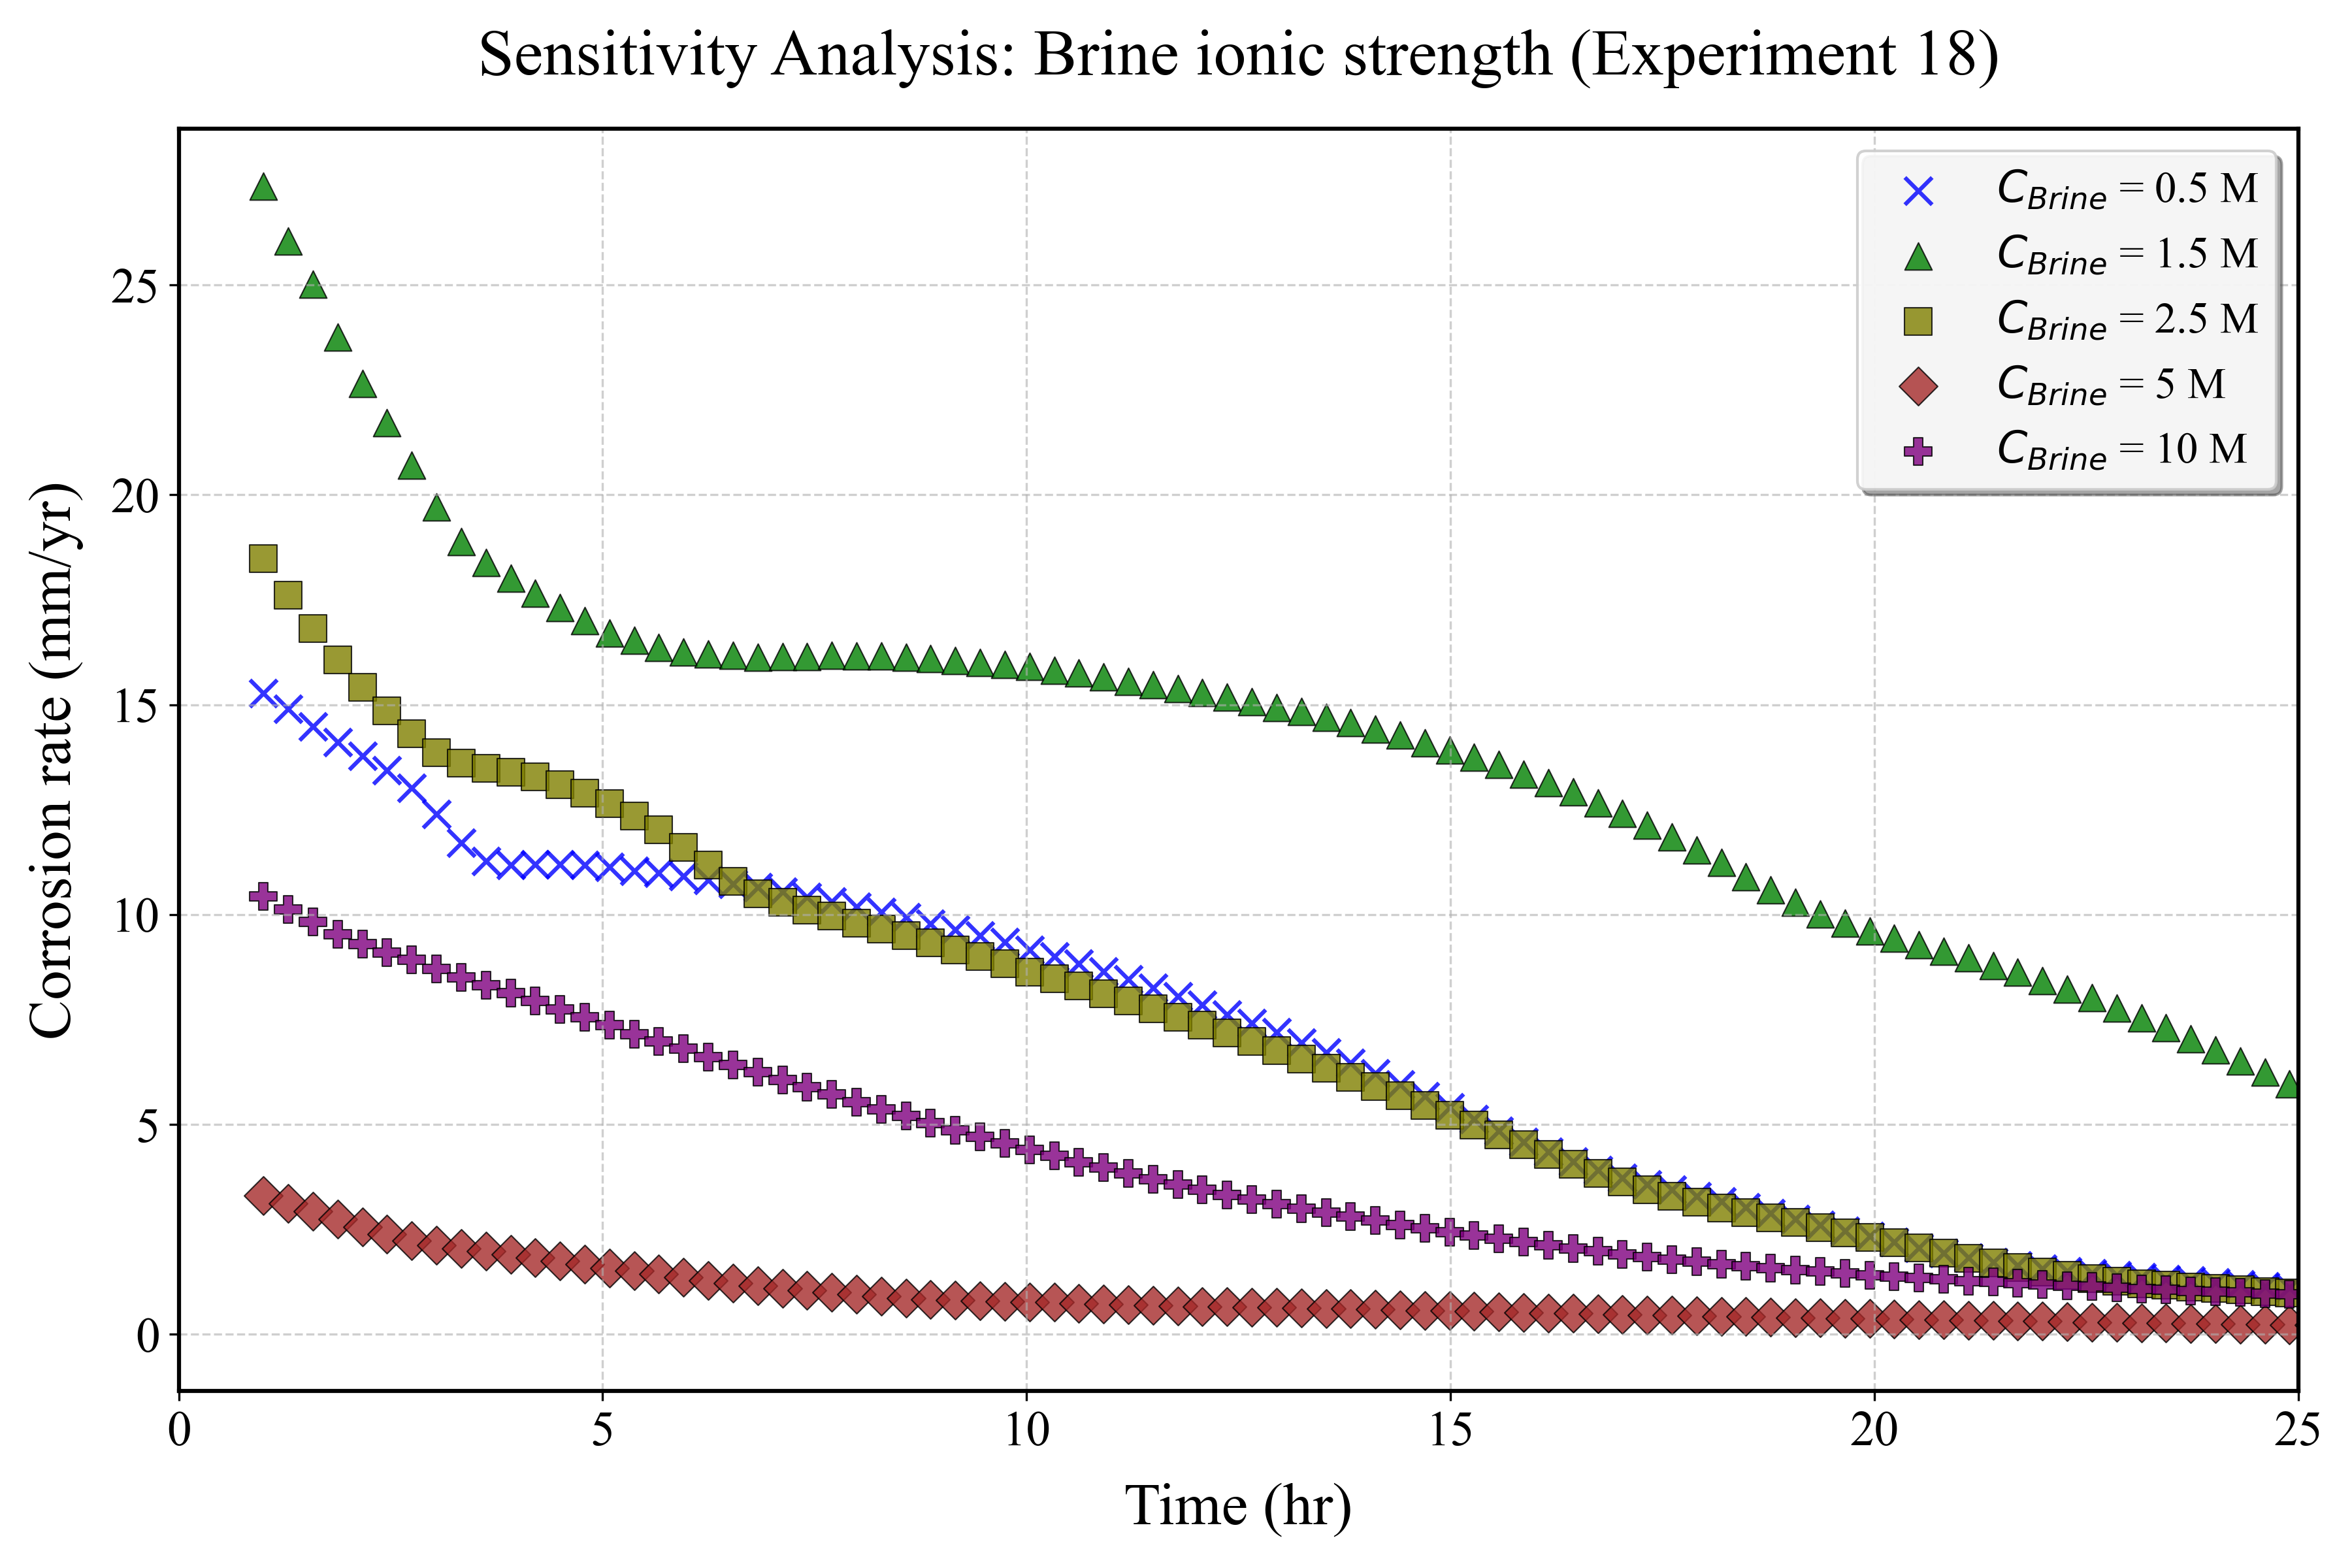 Sensitivity Analysis: Brine ionic strength (Experiment 18)
C_Brine = 0.5 M
C_Brine = 1.5 M
C_Brine = 2.5 M
C_Brine = 5 M
C_Brine = 10 M
Corrosion rate (mm/yr)
25
20
15
10
5
0
0 5 10 15 20 25
Time (hr)